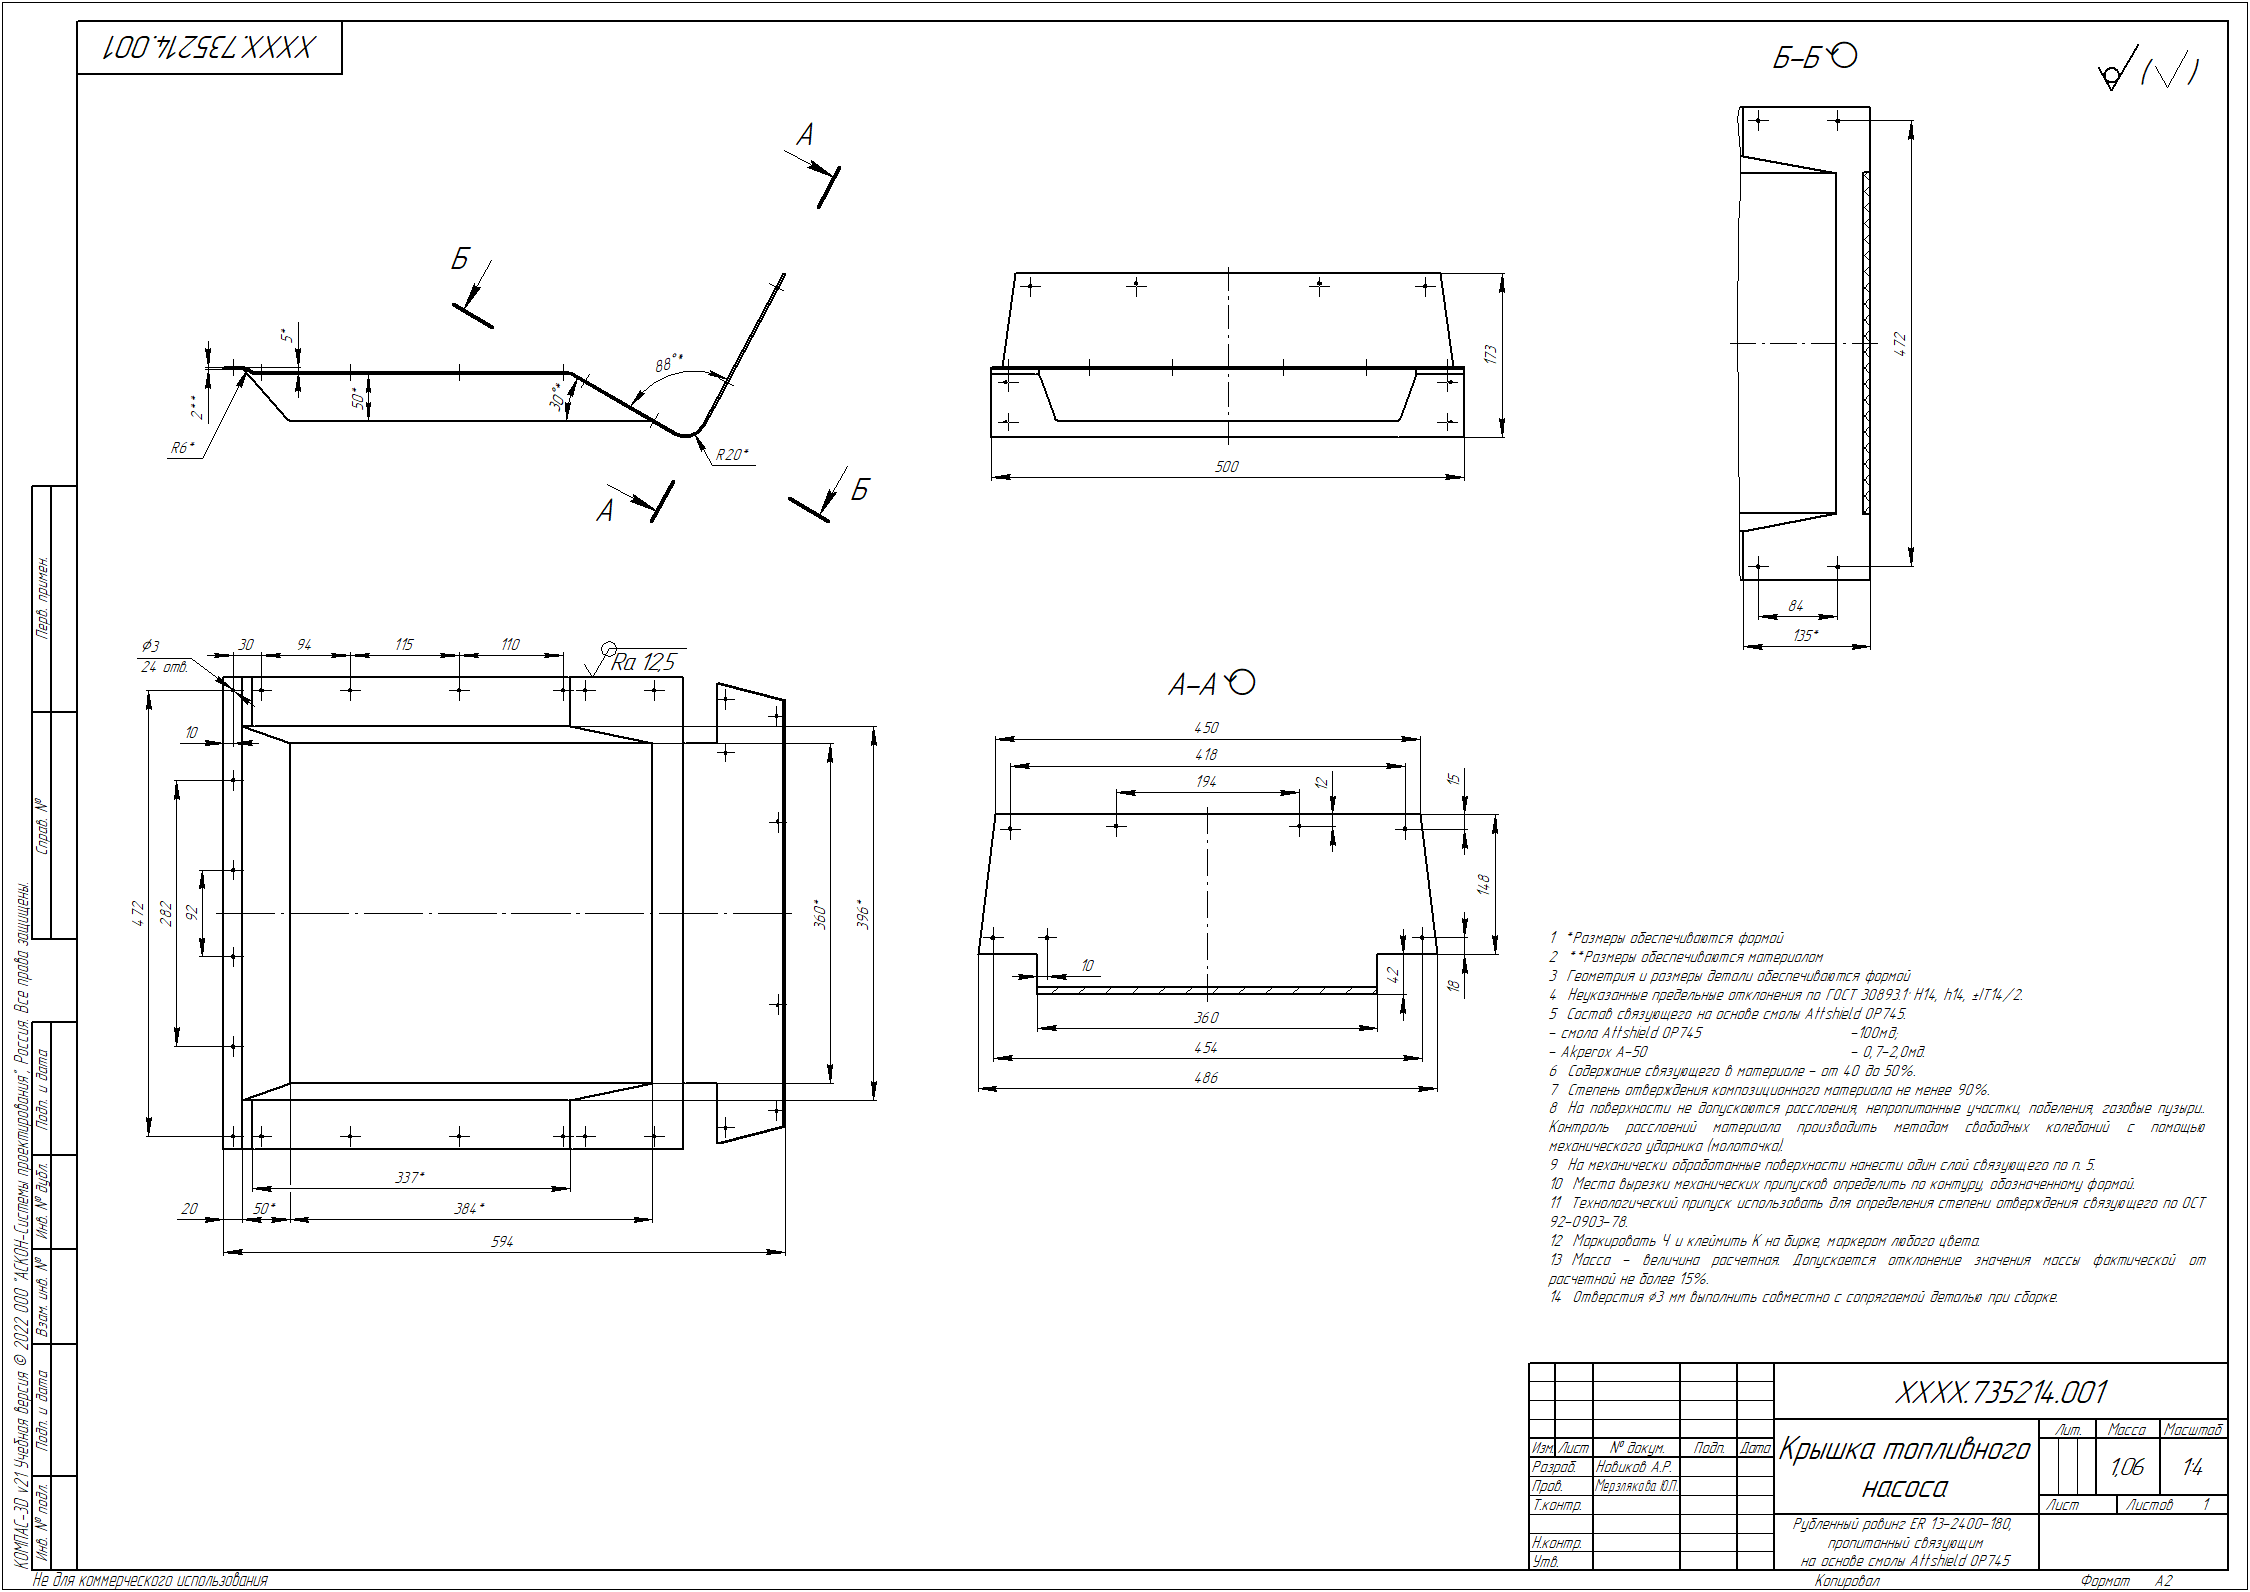 XXXX.735214.001
А
Б
5*
88°*
50*
30°*
2**
R6*
R20*
А
Б
173
500
Б-Б
( )
472
84
135*
Перв. примен.
Справ. №
Подп. и дата
Инв. № дубл.
Взам. инв. №
Подп. и дата
Инв. № подл.
КОМПАС-3D v21 Учебная версия © 2022 ООО "АСКОН-Системы проектирования", Россия. Все права защищены.
Не для коммерческого использования
⌀3
24 отв.
30
94
115
110
Ra 12,5
10
472
282
92
360*
396*
337*
20
50*
384*
594
А-А
450
418
194
12
15
148
10
42
18
360
454
486
1 *Размеры обеспечиваются формой
2 **Размеры обеспечиваются материалом
3 Геометрия и размеры детали обеспечиваются формой
4 Неуказанные предельные отклонения по ГОСТ 30893.1: H14, h14, ±IT14/2.
5 Состав связующего на основе смолы Attshield OP745.
- смола Attshield OP745 -100мд;
- Akperox A-50 - 0,7-2,0мд.
6 Содержание связующего в материале - от 40 до 50%.
7 Степень отверждения композиционного материала не менее 90%.
8 На поверхности не допускаются расслоения, непропитанные участки, побеления, газовые пузыри..
Контроль расслоений материала производить методом свободных колебаний с помощью
механического ударника (молоточка).
9 На механически обработанные поверхности нанести один слой связующего по п. 5.
10 Места вырезки механических припусков определить по контуру, обозначенному формой.
11 Технологический припуск использовать для определения степени отверждения связующего по ОСТ
92-0903-78.
12 Маркировать Ч и клеймить К на бирке, маркером любого цвета.
13 Масса - величина расчетная. Допускается отклонение значения массы фактической от
расчетной не более 15%.
14 Отверстия ⌀3 мм выполнить совместно с сопрягаемой деталью при сборке.
XXXX.735214.001
Изм. Лист № докум. Подп. Дата
Разраб. Новиков А.Р.
Пров. Мерзлякова Ю.П.
Т.контр.
Н.контр.
Утв.
Крышка топливного
насоса
Лит. Масса Масштаб
1,06 1:4
Лист Листов 1
Рубленный ровинг ER 13-2400-180,
пропитанный связующим
на основе смолы Attshield OP745
Копировал Формат А2